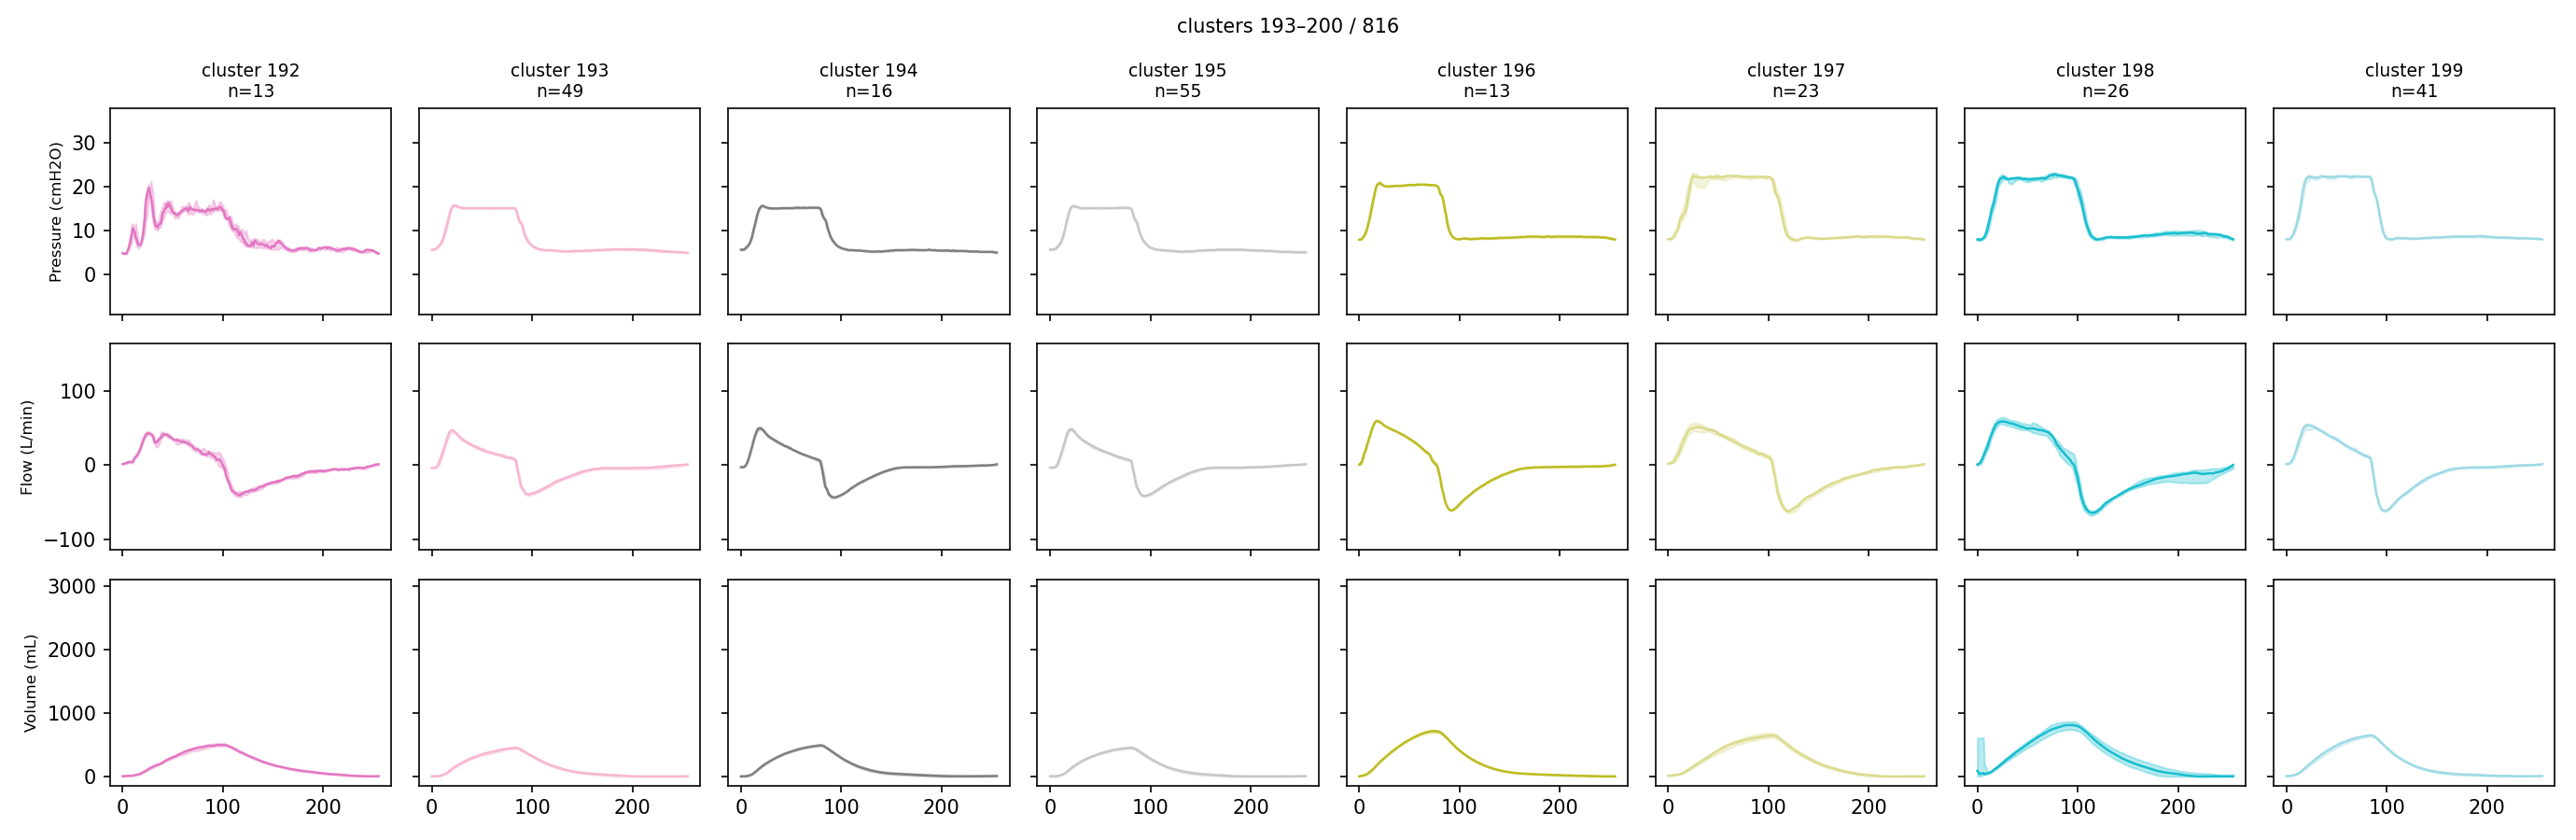 clusters 193–200 / 816
cluster 192
n=13
cluster 193
n=49
cluster 194
n=16
cluster 195
n=55
cluster 196
n=13
cluster 197
n=23
cluster 198
n=26
cluster 199
n=41
Pressure (cmH2O)
30
20
10
0
Flow (L/min)
100
0
−100
Volume (mL)
3000
2000
1000
0
0 100 200
0 100 200
0 100 200
0 100 200
0 100 200
0 100 200
0 100 200
0 100 200